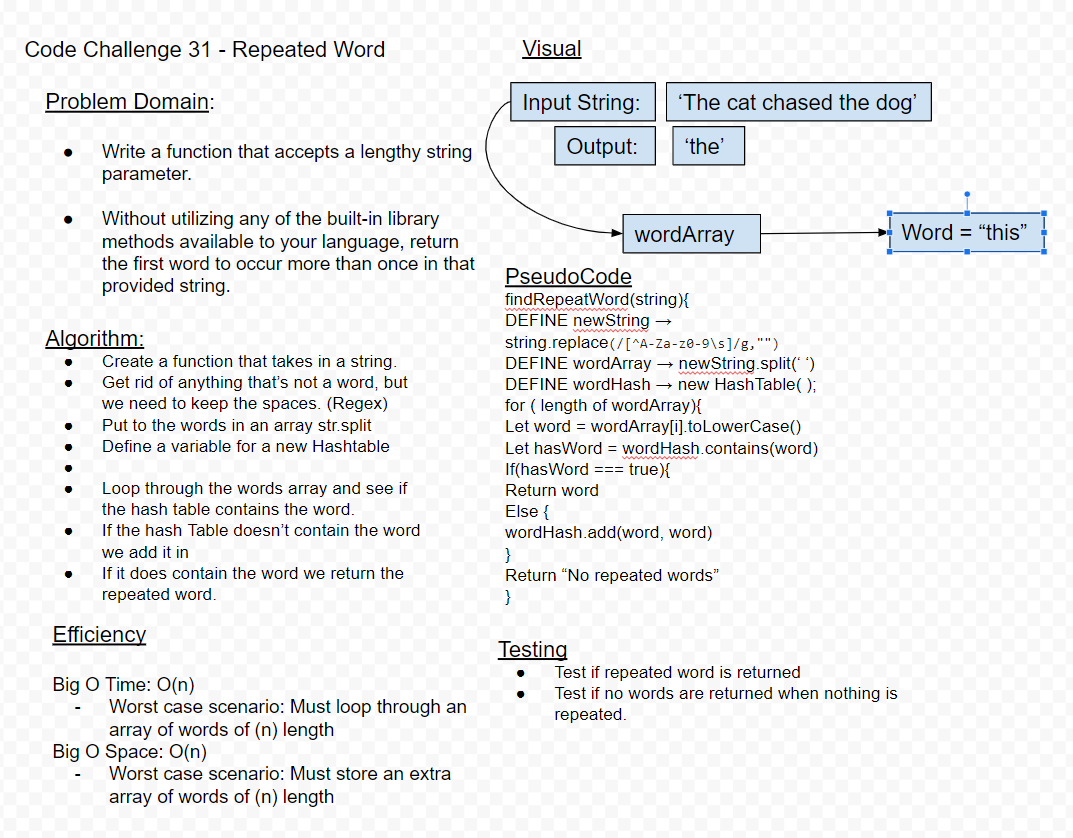 Code Challenge 31 - Repeated Word
Problem Domain:
● Write a function that accepts a lengthy string
parameter.
● Without utilizing any of the built-in library
methods available to your language, return
the first word to occur more than once in that
provided string.
Algorithm:
● Create a function that takes in a string.
● Get rid of anything that’s not a word, but
we need to keep the spaces. (Regex)
● Put to the words in an array str.split
● Define a variable for a new Hashtable
●
● Loop through the words array and see if
the hash table contains the word.
● If the hash Table doesn’t contain the word
we add it in
● If it does contain the word we return the
repeated word.
Efficiency
Big O Time: O(n)
- Worst case scenario: Must loop through an
array of words of (n) length
Big O Space: O(n)
- Worst case scenario: Must store an extra
array of words of (n) length
Visual
Input String: ‘The cat chased the dog’
Output: ‘the’
wordArray
Word = “this”
PseudoCode
findRepeatWord(string){
DEFINE newString →
string.replace(/[^A-Za-z0-9\s]/g,"")
DEFINE wordArray → newString.split(‘ ‘)
DEFINE wordHash → new HashTable( );
for ( length of wordArray){
Let word = wordArray[i].toLowerCase()
Let hasWord = wordHash.contains(word)
If(hasWord === true){
Return word
Else {
wordHash.add(word, word)
}
Return “No repeated words”
}
Testing
● Test if repeated word is returned
● Test if no words are returned when nothing is
repeated.